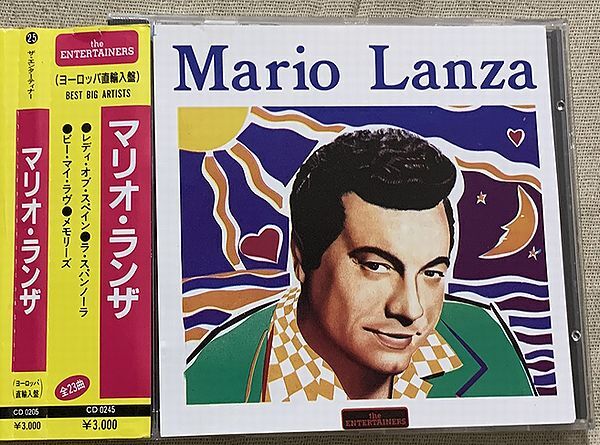 25
ザ・エンターティナー
マリオ・ランザ
(ヨーロッパ
直輸入盤)
CD 0205
¥3,000
the
ENTERTAINERS
(ヨーロッパ直輸入盤)
BEST BIG ARTISTS
マリオ・ランザ
●レディ・オブ・スペイン●ラ・スパンノーラ
●ビー・マイ・ラヴ●メモリーズ
全23曲
CD 0245
¥3,000
Mario Lanza
the
ENTERTAINERS